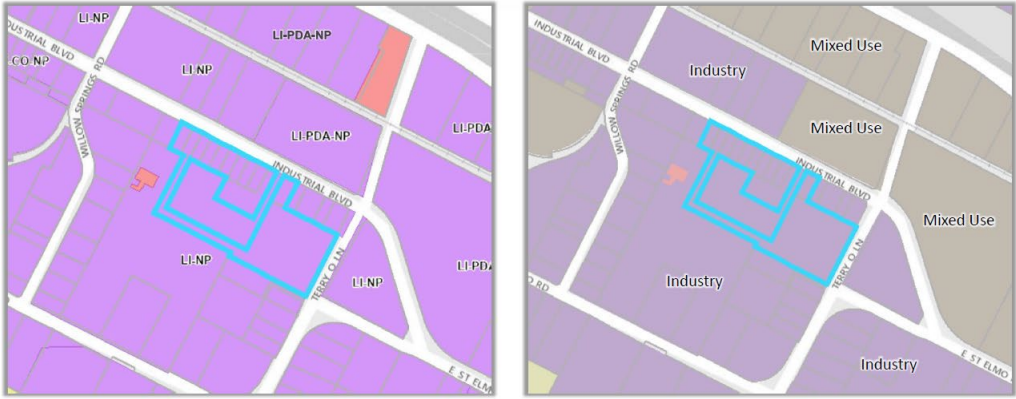 LI-NP
INDUSTRIAL BLVD
LI-PDA-NP
CO-NP
WILLOW SPRINGS RD
LI-NP
LI-PDA-NP
LI-PDA
INDUSTRIAL BLVD
LI-NP
TERRY O LN
LI-NP
LI-PDA
E ST ELMO
INDUSTRIAL BLVD
Mixed Use
WILLOW SPRINGS RD
Industry
Mixed Use
INDUSTRIAL BLVD
Mixed Use
Industry
TERRY O LN
O RD
Industry
E ST ELMO